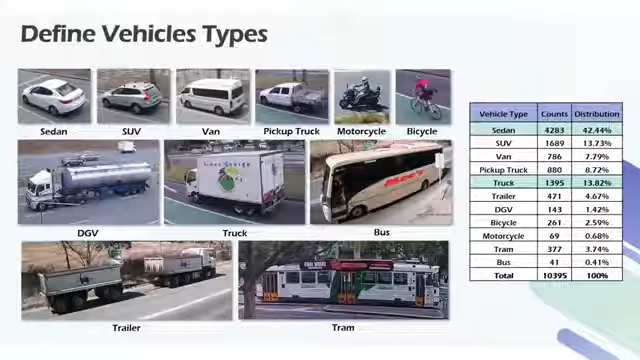 Define Vehicles Types
Sedan
SUV
Van
Pickup Truck
Motorcycle
Bicycle
DGV
Truck
Bus
Trailer
Tram
Vehicle Type Counts Distribution
Sedan 4283 42.44%
SUV 1689 13.73%
Van 786 7.79%
Pickup Truck 880 8.72%
Truck 1395 13.82%
Trailer 471 4.67%
DGV 143 1.42%
Bicycle 261 2.59%
Motorcycle 69 0.68%
Tram 377 3.74%
Bus 41 0.41%
Total 10395 100%